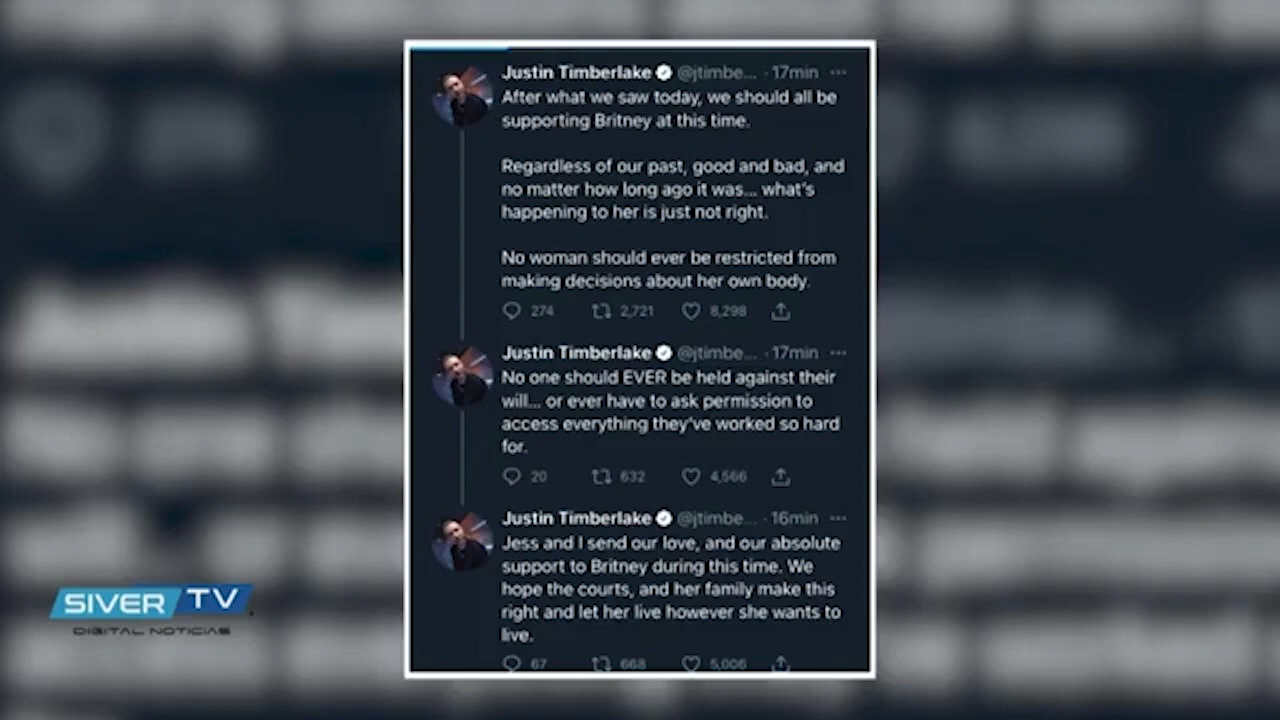 Justin Timberlake @jtimbe... · 17min ···
After what we saw today, we should all be
supporting Britney at this time.
Regardless of our past, good and bad, and
no matter how long ago it was... what's
happening to her is just not right.
No woman should ever be restricted from
making decisions about her own body.
274 2,721 8,298
Justin Timberlake @jtimbe... · 17min ···
No one should EVER be held against their
will... or ever have to ask permission to
access everything they've worked so hard
for.
20 632 4,566
Justin Timberlake @jtimbe... · 16min ···
Jess and I send our love, and our absolute
support to Britney during this time. We
hope the courts, and her family make this
right and let her live however she wants to
live.
67 668 5,006
SIVER TV
DIGITAL NOTICIAS